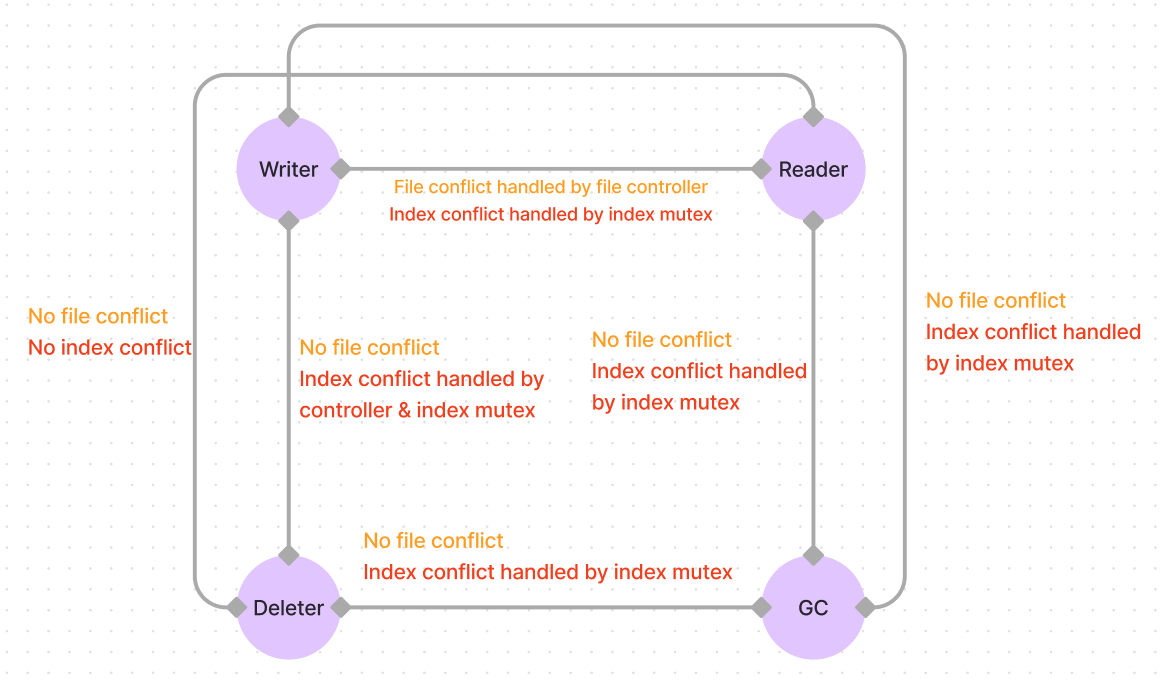 Writer
Reader
File conflict handled by file controller
Index conflict handled by index mutex
No file conflict
No index conflict
No file conflict
Index conflict handled by
controller & index mutex
No file conflict
Index conflict handled
by index mutex
No file conflict
Index conflict handled
by index mutex
No file conflict
Index conflict handled by index mutex
Deleter
GC